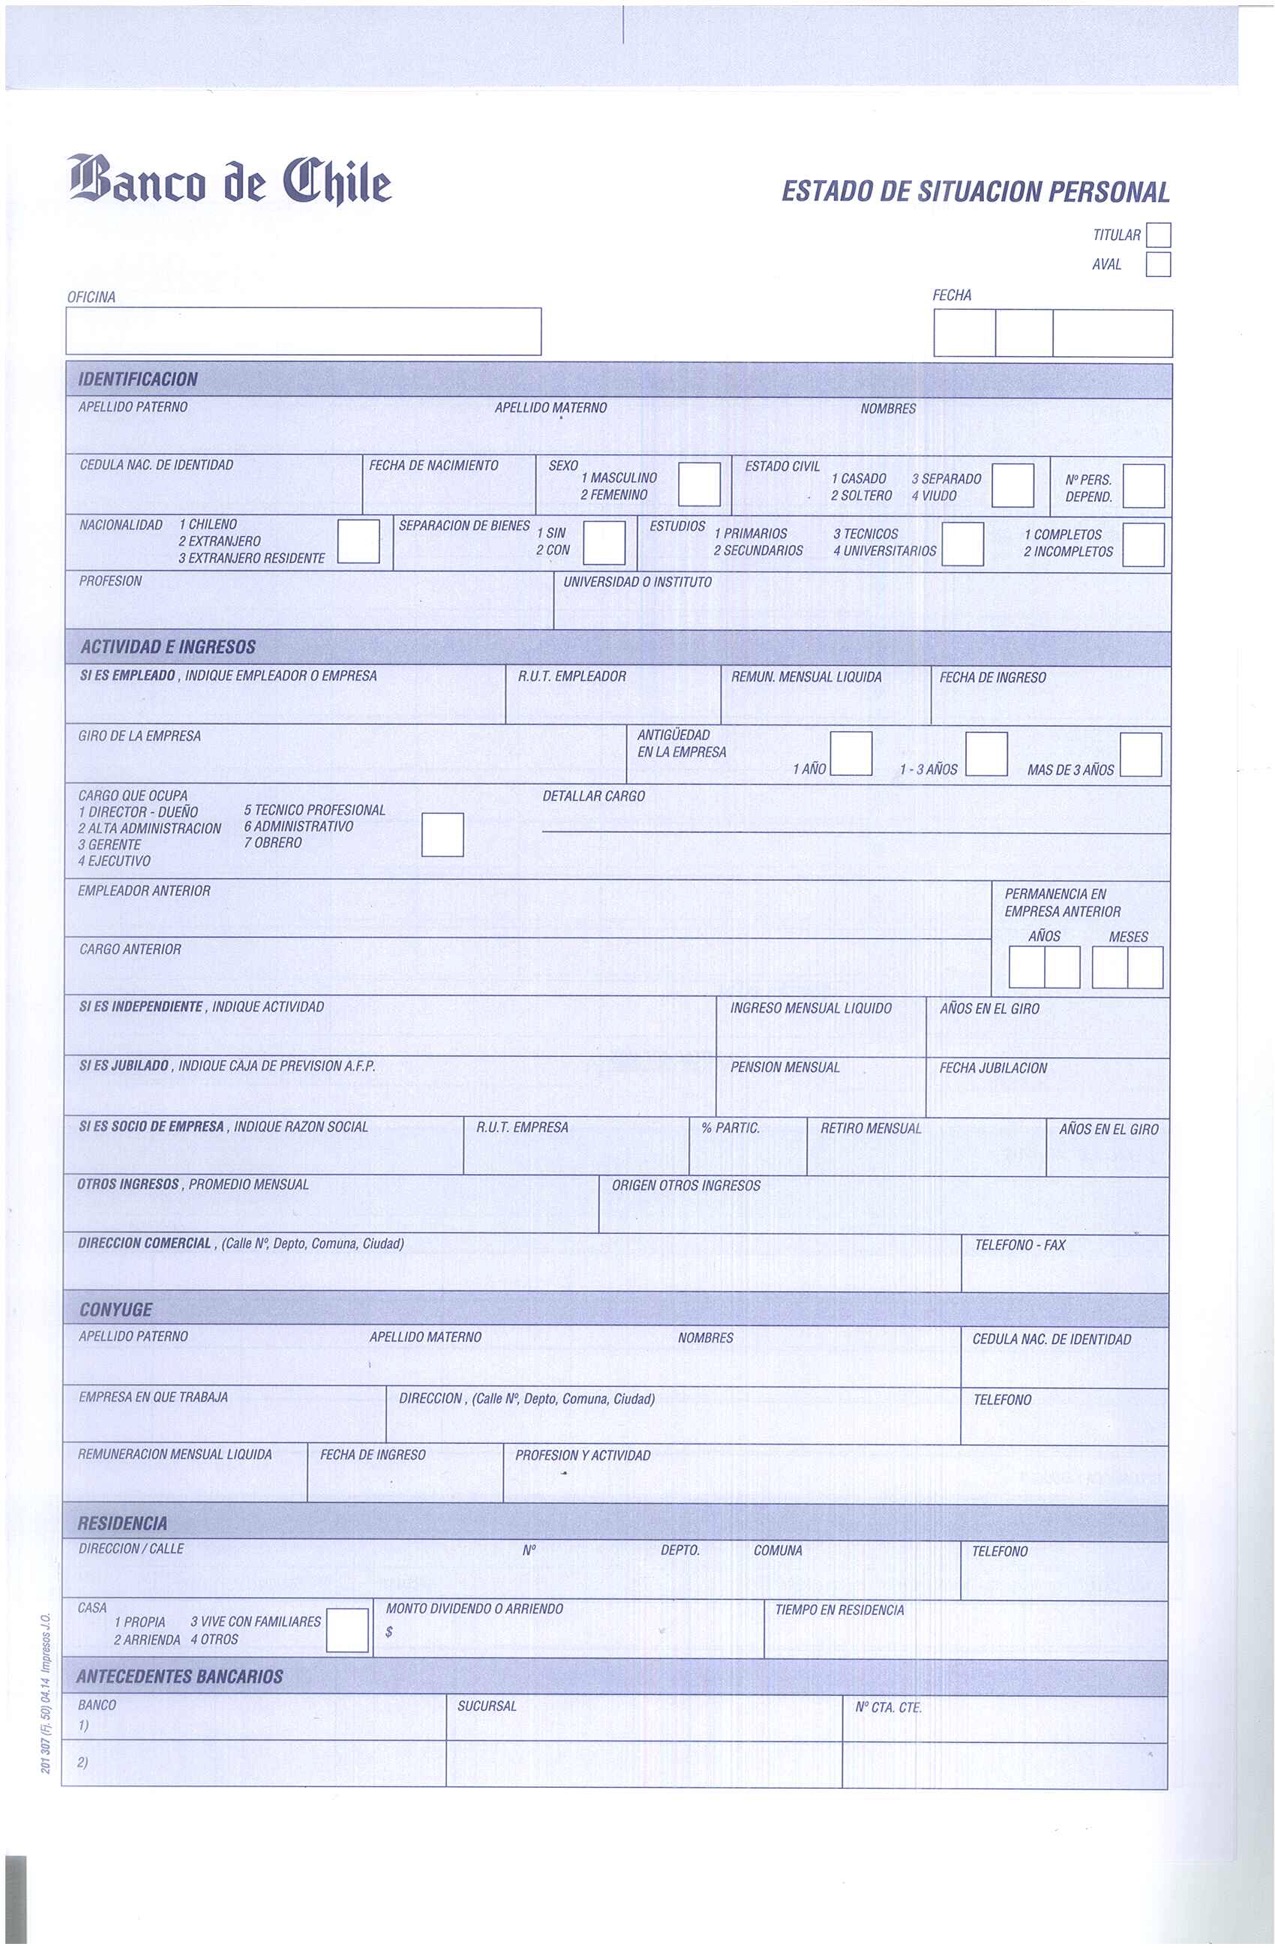 Banco de Chile
ESTADO DE SITUACION PERSONAL
TITULAR
AVAL
OFICINA
FECHA
IDENTIFICACION
APELLIDO PATERNO APELLIDO MATERNO NOMBRES
CEDULA NAC. DE IDENTIDAD FECHA DE NACIMIENTO SEXO ESTADO CIVIL
1 MASCULINO 1 CASADO 3 SEPARADO Nº PERS.
2 FEMENINO 2 SOLTERO 4 VIUDO DEPEND.
NACIONALIDAD 1 CHILENO SEPARACION DE BIENES 1 SIN ESTUDIOS 1 PRIMARIOS 3 TECNICOS 1 COMPLETOS
2 EXTRANJERO 2 CON 2 SECUNDARIOS 4 UNIVERSITARIOS 2 INCOMPLETOS
3 EXTRANJERO RESIDENTE
PROFESION UNIVERSIDAD O INSTITUTO
ACTIVIDAD E INGRESOS
SI ES EMPLEADO, INDIQUE EMPLEADOR O EMPRESA R.U.T. EMPLEADOR REMUN. MENSUAL LIQUIDA FECHA DE INGRESO
GIRO DE LA EMPRESA ANTIGÜEDAD
EN LA EMPRESA
1 AÑO 1 - 3 AÑOS MAS DE 3 AÑOS
CARGO QUE OCUPA DETALLAR CARGO
1 DIRECTOR - DUEÑO 5 TECNICO PROFESIONAL
2 ALTA ADMINISTRACION 6 ADMINISTRATIVO
3 GERENTE 7 OBRERO
4 EJECUTIVO
EMPLEADOR ANTERIOR PERMANENCIA EN
EMPRESA ANTERIOR
AÑOS MESES
CARGO ANTERIOR
SI ES INDEPENDIENTE, INDIQUE ACTIVIDAD INGRESO MENSUAL LIQUIDO AÑOS EN EL GIRO
SI ES JUBILADO, INDIQUE CAJA DE PREVISION A.F.P. PENSION MENSUAL FECHA JUBILACION
SI ES SOCIO DE EMPRESA, INDIQUE RAZON SOCIAL R.U.T. EMPRESA % PARTIC. RETIRO MENSUAL AÑOS EN EL GIRO
OTROS INGRESOS, PROMEDIO MENSUAL ORIGEN OTROS INGRESOS
DIRECCION COMERCIAL, (Calle Nº, Depto, Comuna, Ciudad) TELEFONO - FAX
CONYUGE
APELLIDO PATERNO APELLIDO MATERNO NOMBRES CEDULA NAC. DE IDENTIDAD
EMPRESA EN QUE TRABAJA DIRECCION, (Calle Nº, Depto, Comuna, Ciudad) TELEFONO
REMUNERACION MENSUAL LIQUIDA FECHA DE INGRESO PROFESION Y ACTIVIDAD
RESIDENCIA
DIRECCION / CALLE Nº DEPTO. COMUNA TELEFONO
CASA MONTO DIVIDENDO O ARRIENDO TIEMPO EN RESIDENCIA
1 PROPIA 3 VIVE CON FAMILIARES $
2 ARRIENDA 4 OTROS
ANTECEDENTES BANCARIOS
BANCO SUCURSAL Nº CTA. CTE.
1)
2)
201 307 (Fj. 50) 04.14 Impresos J.O.